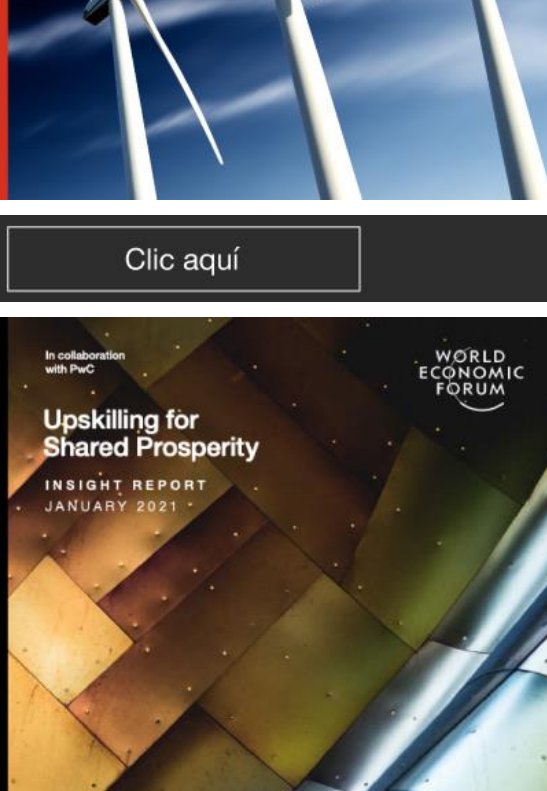 Clic aquí
In collaboration
with PwC
WORLD
ECONOMIC
FORUM
Upskilling for
Shared Prosperity
INSIGHT REPORT
JANUARY 2021